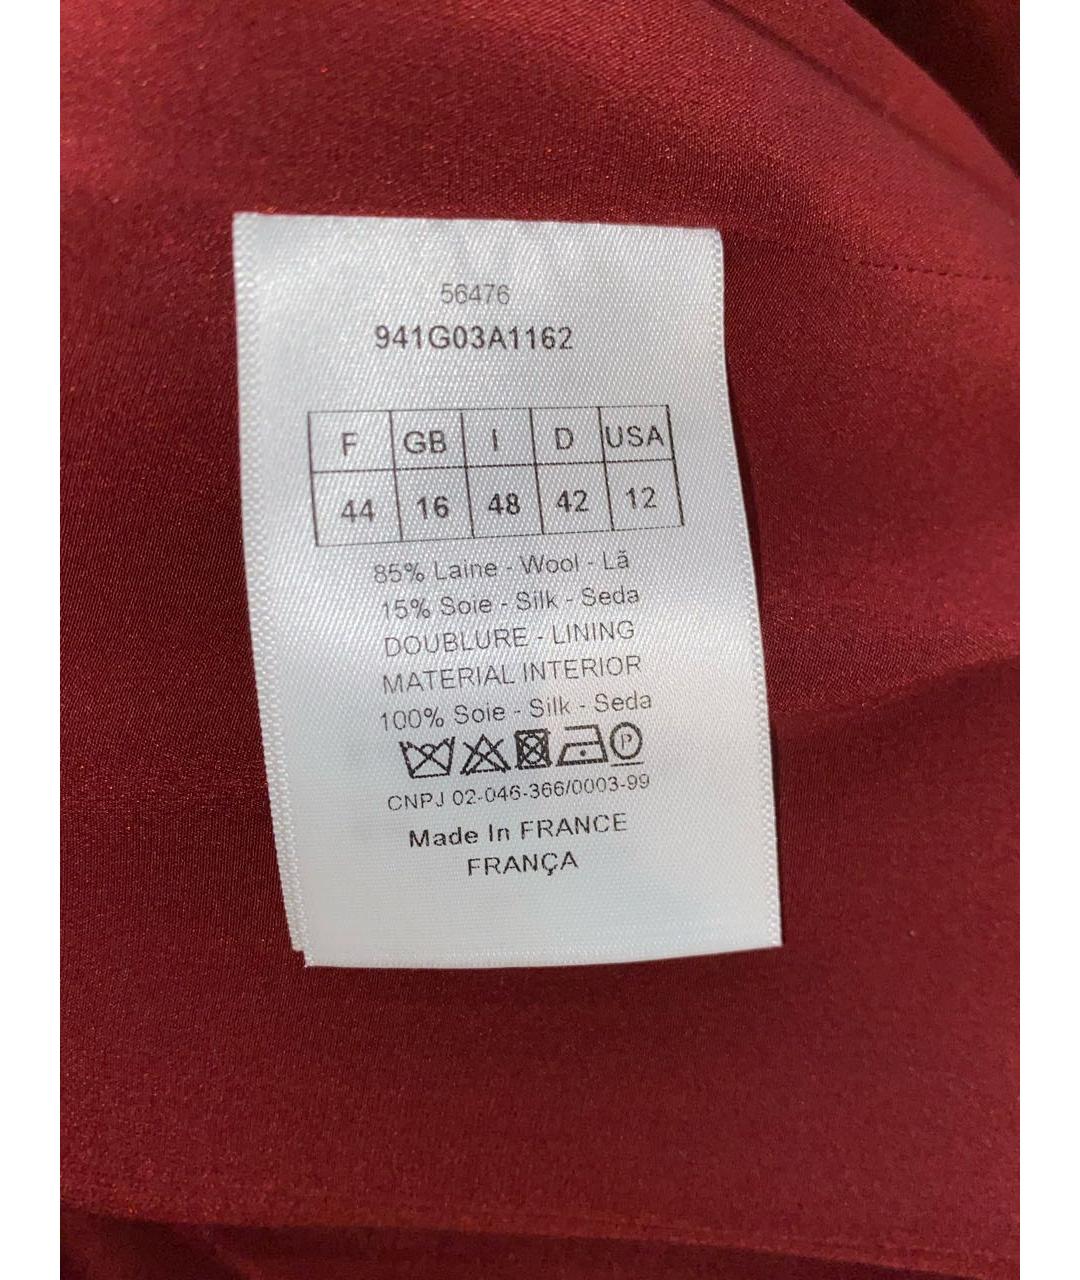 56476
941G03A1162
F GB I D USA
44 16 48 42 12
85% Laine - Wool - Lã
15% Soie - Silk - Seda
DOUBLURE - LINING
MATERIAL INTERIOR
100% Soie - Silk - Seda
P
CNPJ 02-046-366/0003-99
Made In FRANCE
FRANÇA